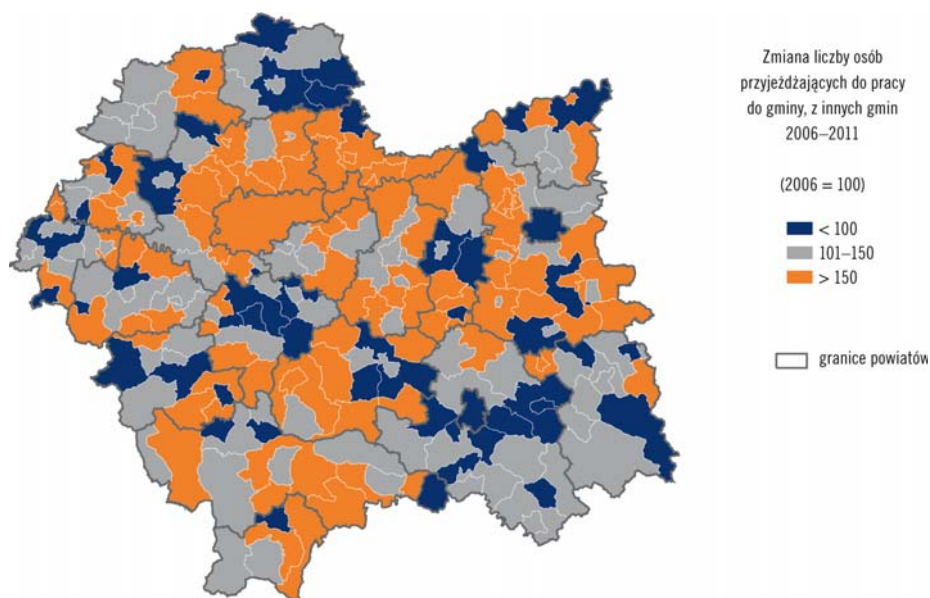 Zmiana liczby osób
przyjeżdżających do pracy
do gminy, z innych gmin
2006–2011
(2006 = 100)
< 100
101–150
> 150
granice powiatów